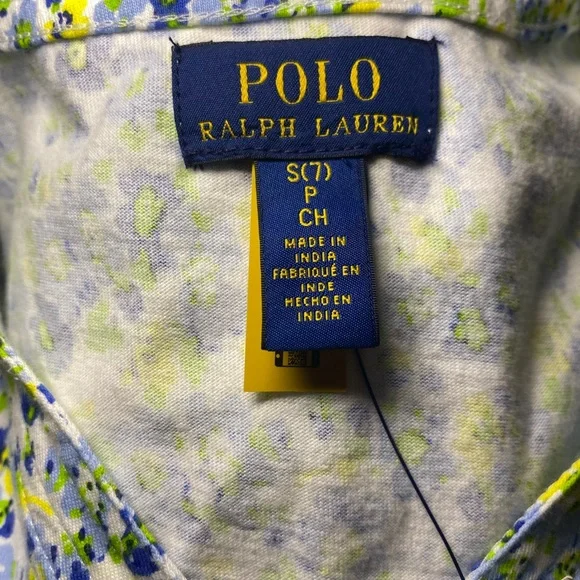 POLO
RALPH LAUREN
S(7)
P
CH
MADE IN
INDIA
FABRIQUÉ EN
INDE
HECHO EN
INDIA